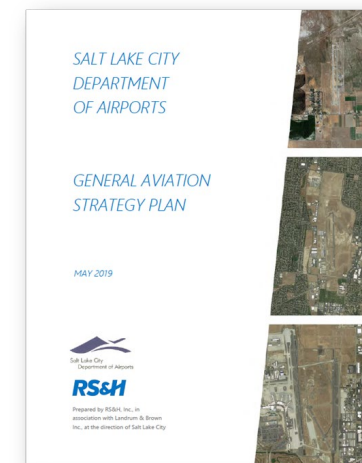 SALT LAKE CITY
DEPARTMENT
OF AIRPORTS
GENERAL AVIATION
STRATEGY PLAN
MAY 2019
Salt Lake City
Department of Airports
RS&H
Prepared by RS&H, Inc., in
association with Landrum & Brown
Inc., at the direction of Salt Lake City